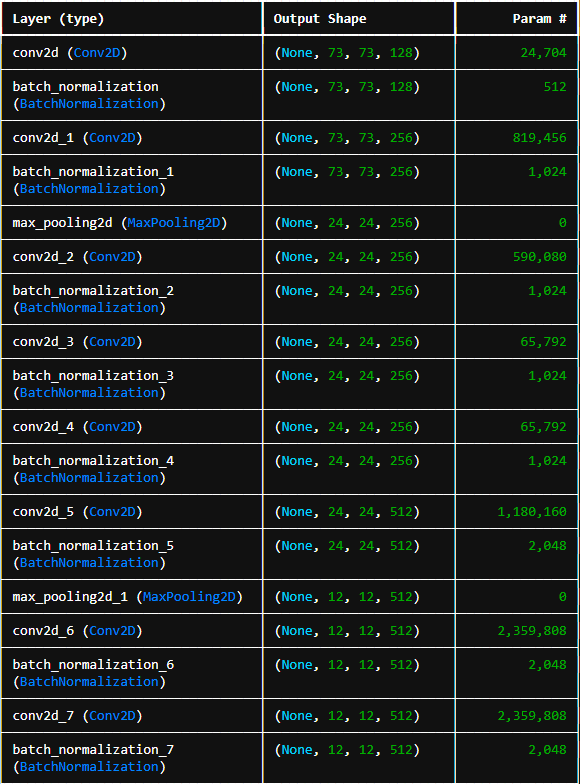 Layer (type) Output Shape Param #
conv2d (Conv2D) (None, 73, 73, 128) 24,704
batch_normalization (None, 73, 73, 128) 512
(BatchNormalization)
conv2d_1 (Conv2D) (None, 73, 73, 256) 819,456
batch_normalization_1 (None, 73, 73, 256) 1,024
(BatchNormalization)
max_pooling2d (MaxPooling2D) (None, 24, 24, 256) 0
conv2d_2 (Conv2D) (None, 24, 24, 256) 590,080
batch_normalization_2 (None, 24, 24, 256) 1,024
(BatchNormalization)
conv2d_3 (Conv2D) (None, 24, 24, 256) 65,792
batch_normalization_3 (None, 24, 24, 256) 1,024
(BatchNormalization)
conv2d_4 (Conv2D) (None, 24, 24, 256) 65,792
batch_normalization_4 (None, 24, 24, 256) 1,024
(BatchNormalization)
conv2d_5 (Conv2D) (None, 24, 24, 512) 1,180,160
batch_normalization_5 (None, 24, 24, 512) 2,048
(BatchNormalization)
max_pooling2d_1 (MaxPooling2D) (None, 12, 12, 512) 0
conv2d_6 (Conv2D) (None, 12, 12, 512) 2,359,808
batch_normalization_6 (None, 12, 12, 512) 2,048
(BatchNormalization)
conv2d_7 (Conv2D) (None, 12, 12, 512) 2,359,808
batch_normalization_7 (None, 12, 12, 512) 2,048
(BatchNormalization)